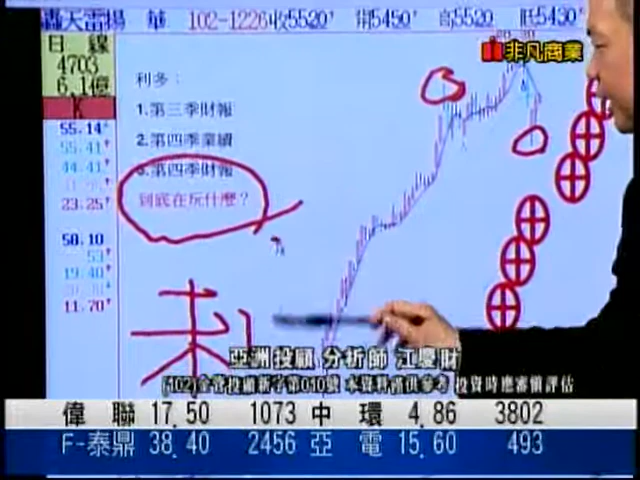 轟天雷揚 華 102-1226收5520' 開5450' 高5520 低5430'
非凡商業
日 線
4703
6.1億
K
利多：
1.第三季財報
2.第四季業績
3.第四季財報
到底在玩什麼？
55.14
55.41
44.41
23.25
50.10
53
19.40
11.70
亞洲投顧 分析師 江慶財
(102)金管投顧新字第010號 本資料僅供參考 投資時應審慎評估
偉 聯 17.50 1073 中 環 4.86 3802
F-泰鼎 38.40 2456 亞 電 15.60 493